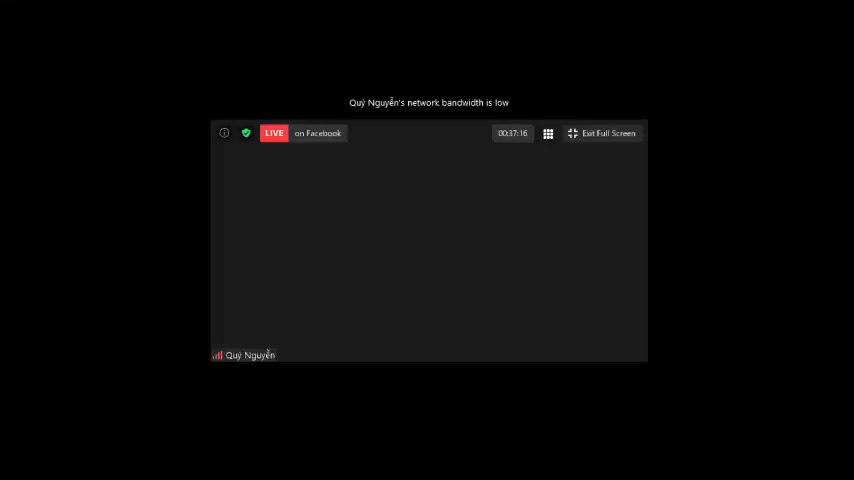 Quý Nguyễn's network bandwidth is low
LIVE on Facebook 00:37:16 Exit Full Screen
Quý Nguyễn